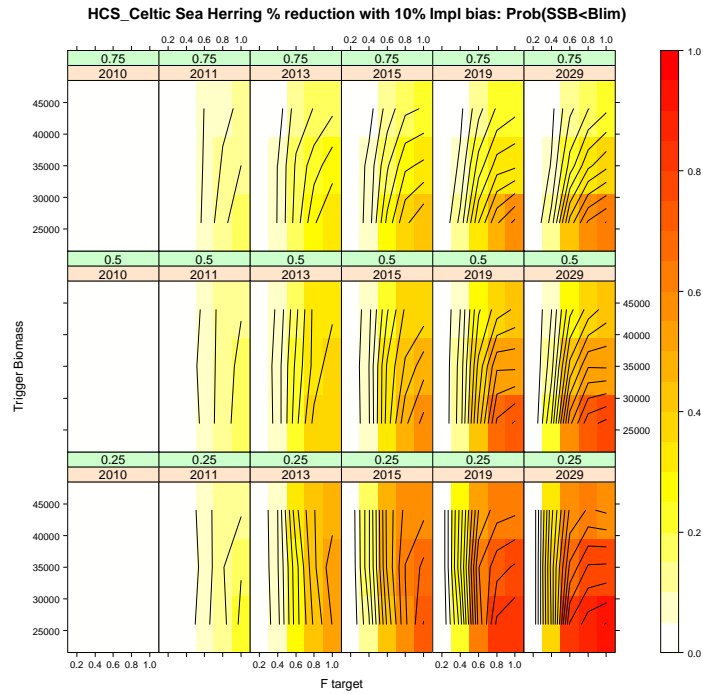 HCS_Celtic Sea Herring % reduction with 10% Impl bias: Prob(SSB<Blim)
0.2 0.4 0.6 0.8 1.0 0.2 0.4 0.6 0.8 1.0 0.2 0.4 0.6 0.8 1.0
0.75 0.75 0.75 0.75 0.75 0.75
2010 2011 2013 2015 2019 2029
45000
40000
35000
30000
25000
0.5 0.5 0.5 0.5 0.5 0.5
2010 2011 2013 2015 2019 2029
45000
40000
35000
30000
25000
0.25 0.25 0.25 0.25 0.25 0.25
2010 2011 2013 2015 2019 2029
45000
40000
35000
30000
25000
0.2 0.4 0.6 0.8 1.0 0.2 0.4 0.6 0.8 1.0 0.2 0.4 0.6 0.8 1.0
Trigger Biomass
F target
1.0
0.8
0.6
0.4
0.2
0.0